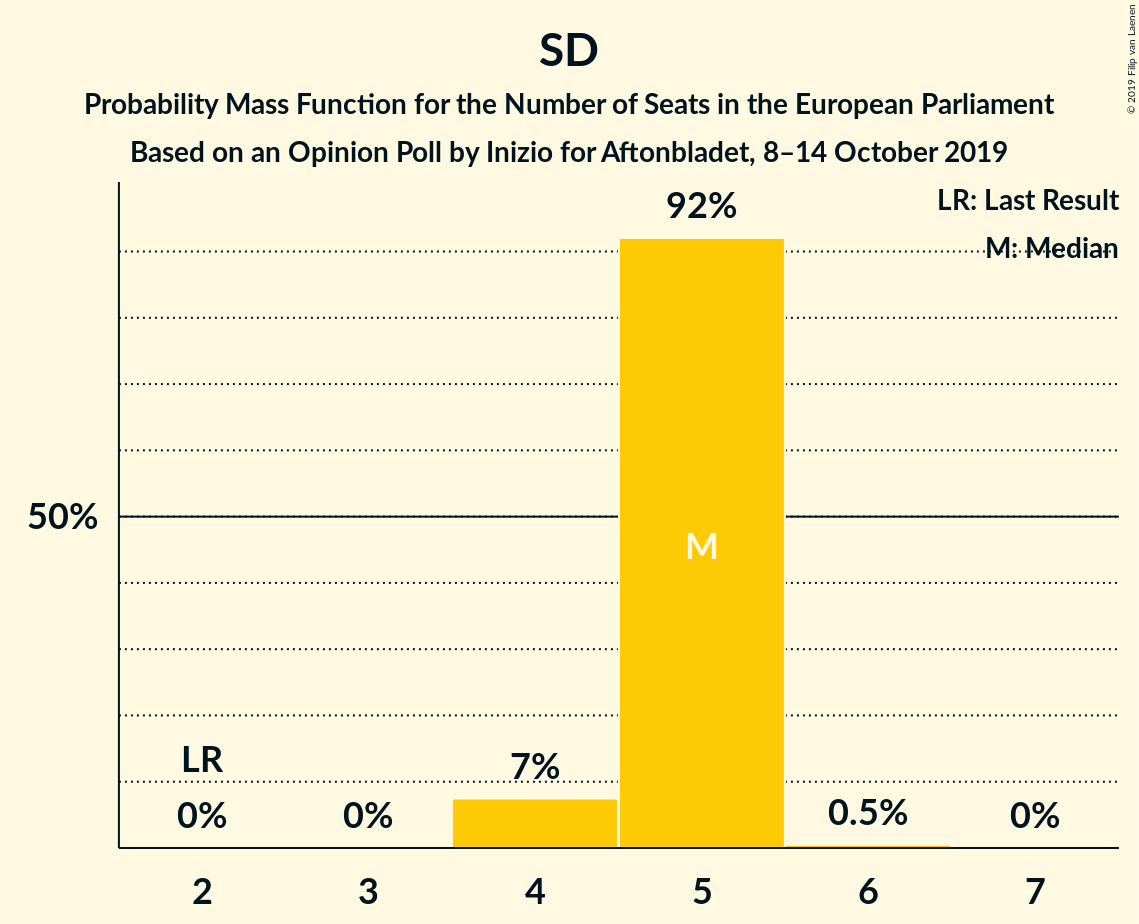 SD
Probability Mass Function for the Number of Seats in the European Parliament
Based on an Opinion Poll by Inizio for Aftonbladet, 8–14 October 2019
© 2019 Filip van Laenen
LR: Last Result
M: Median
92%
50%
M
LR
7%
0%
0%
0.5%
0%
2
3
4
5
6
7